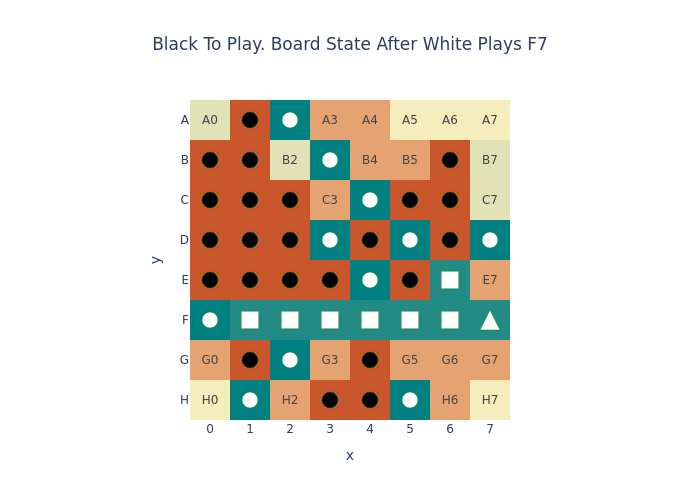 Black To Play. Board State After White Plays F7
A A0 A3 A4 A5 A6 A7
B B2 B4 B5 B7
C C3 C7
D
E E7
F
G G0 G3 G5 G6 G7
H H0 H2 H6 H7
0 1 2 3 4 5 6 7
x
y